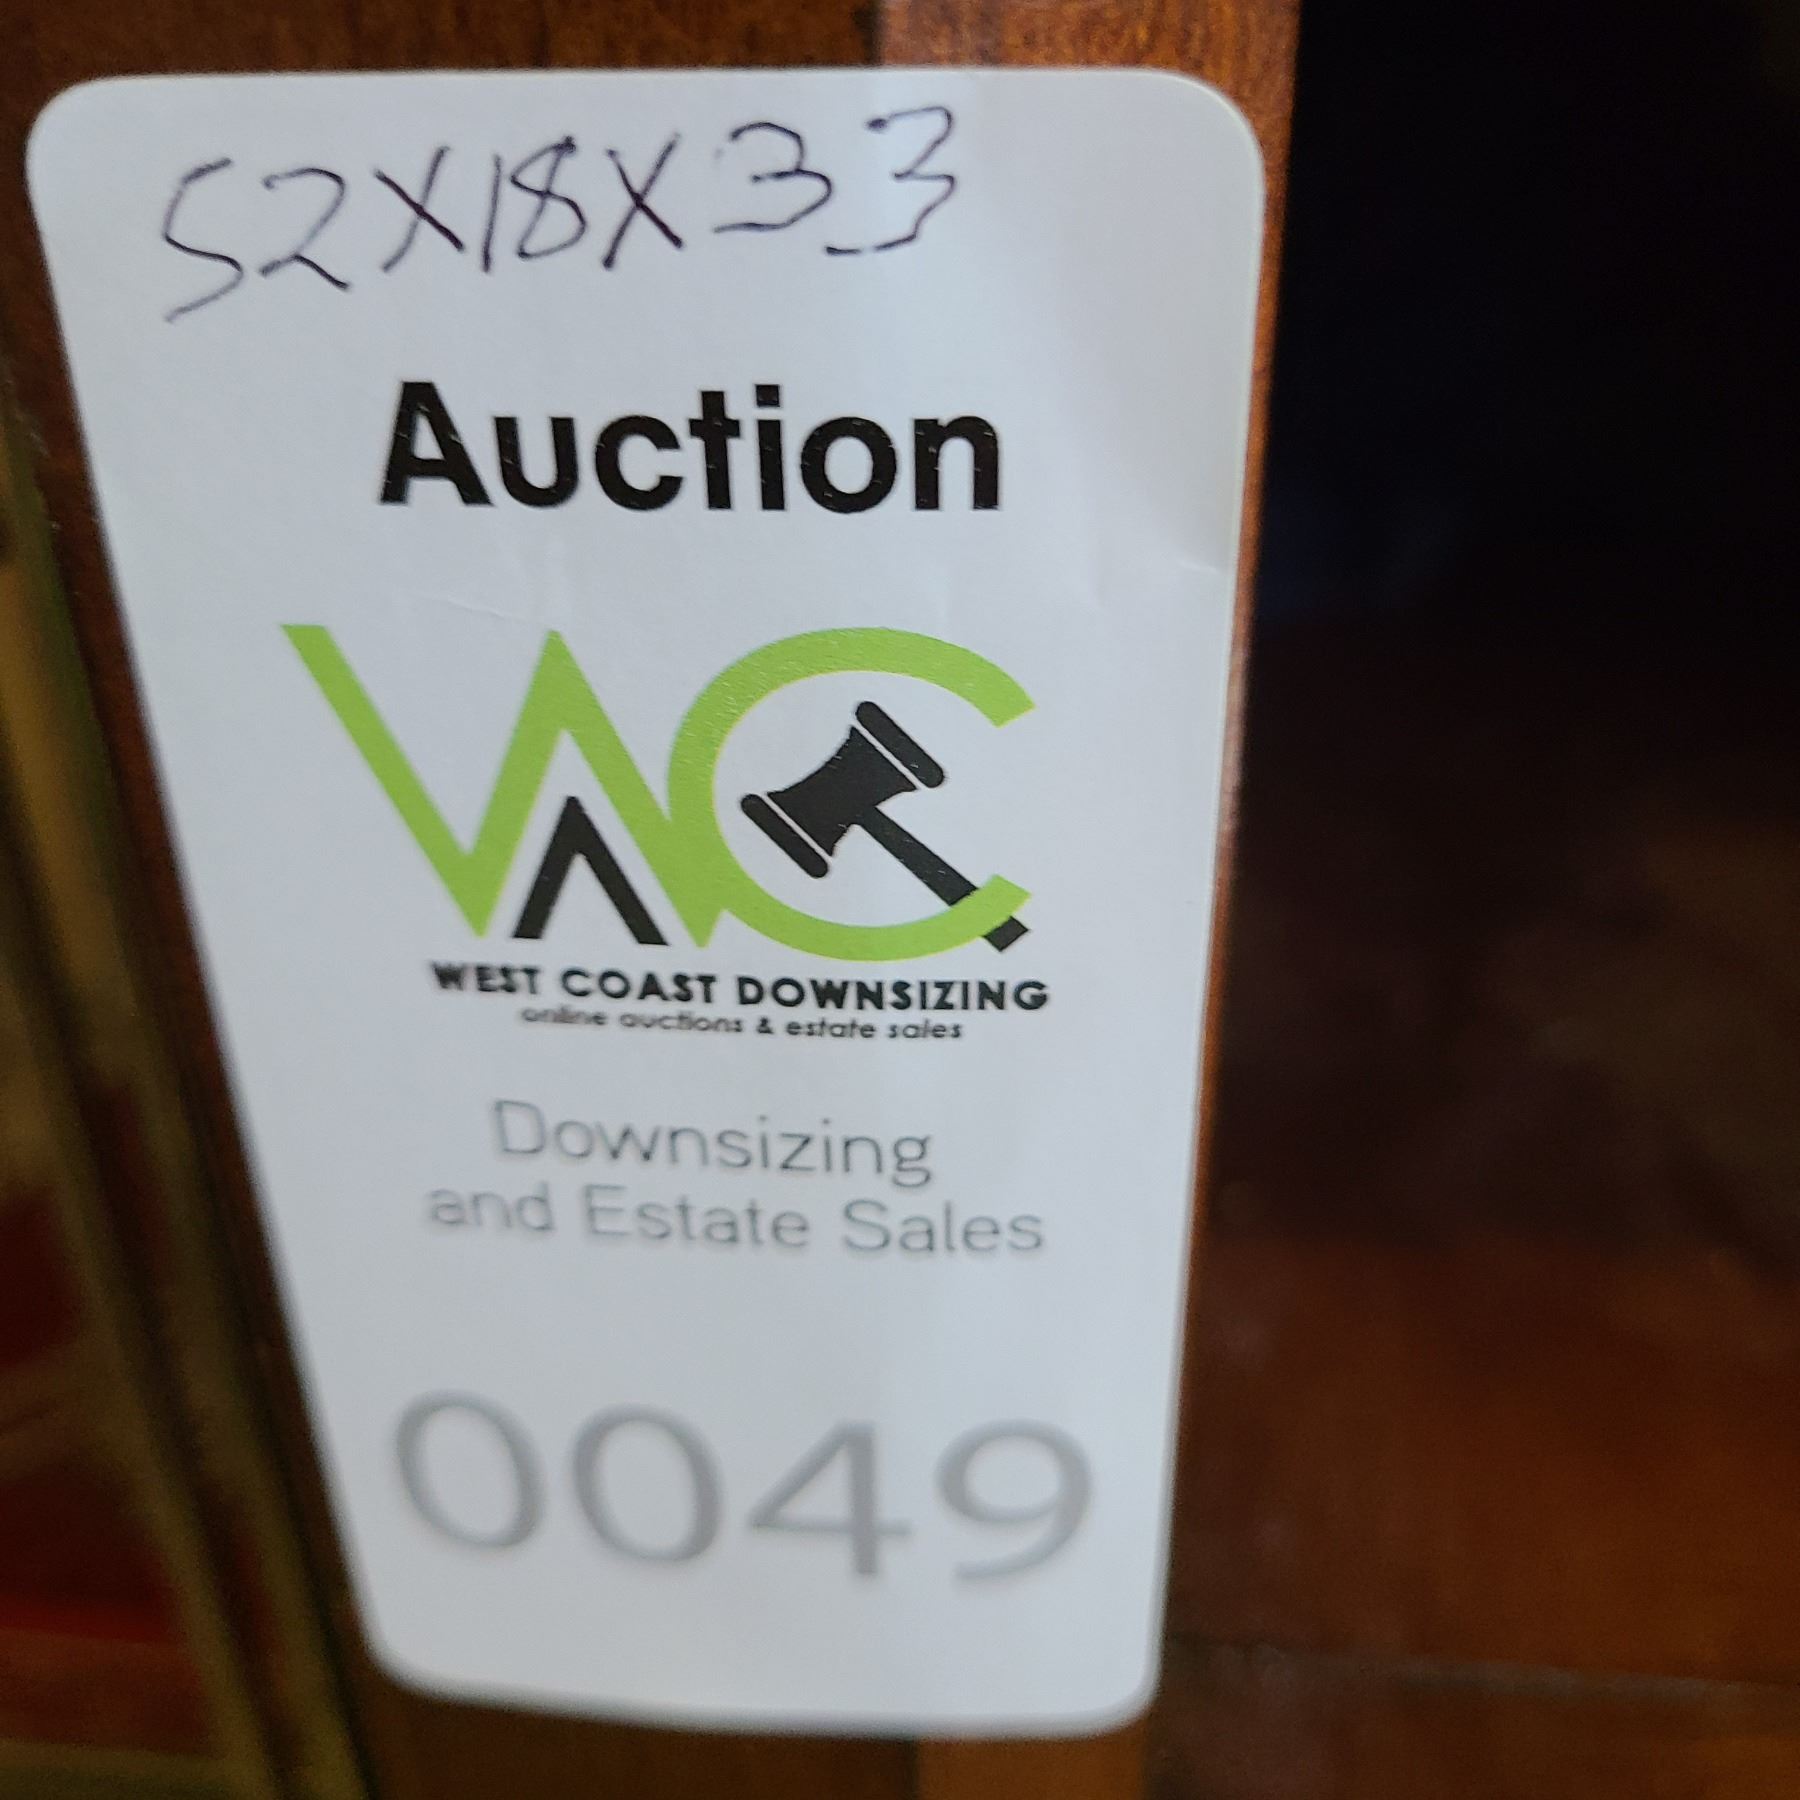 52X18X33
Auction
WC
WEST COAST DOWNSIZING
online auctions & estate sales
Downsizing
and Estate Sales
0049